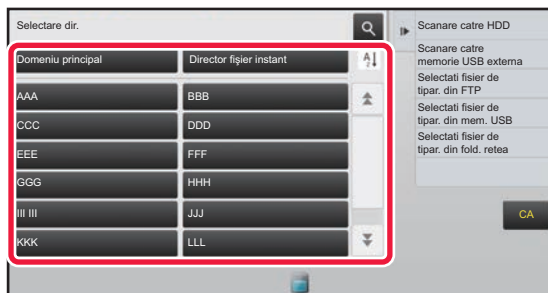 Selectare dir.
Domeniu principal
Director fișier instant
AAA
BBB
CCC
DDD
EEE
FFF
GGG
HHH
III III
JJJ
KKK
LLL
Scanare catre HDD
Scanare catre
memorie USB externa
Selectati fisier de
tipar. din FTP
Selectati fisier de
tipar. din mem. USB
Selectati fisier de
tipar. din fold. retea
CA